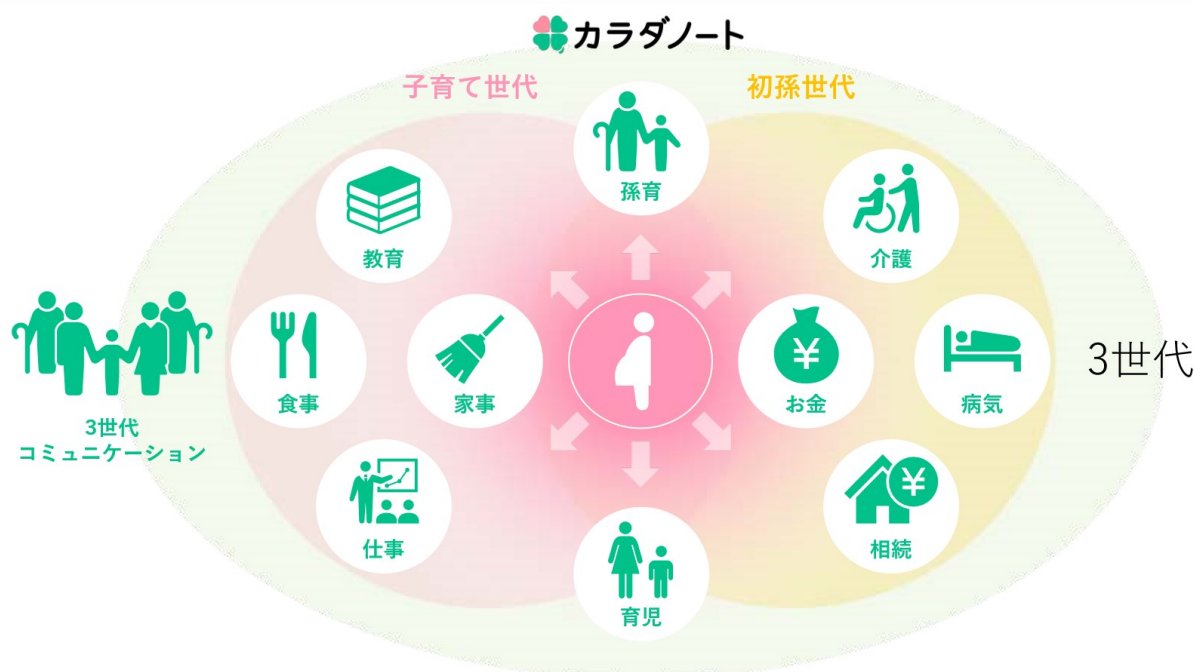 カラダノート
子育て世代
初孫世代
孫育
教育
介護
食事
家事
¥
お金
病気
3世代
3世代
コミュニケーション
仕事
¥
相続
育児